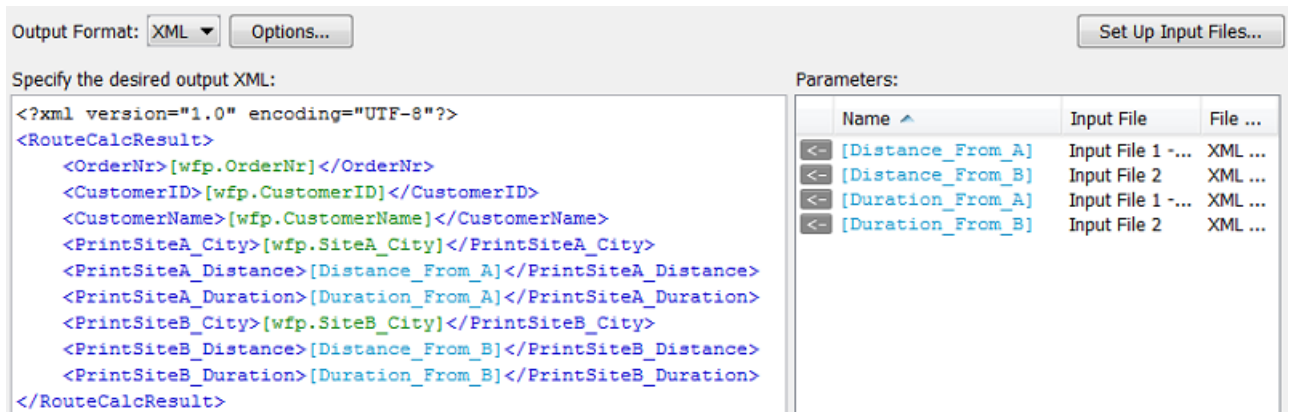 Output Format: XML Options... Set Up Input Files...
Specify the desired output XML: Parameters:
<?xml version="1.0" encoding="UTF-8"?>
<RouteCalcResult>
    <OrderNr>[wfp.OrderNr]</OrderNr>
    <CustomerID>[wfp.CustomerID]</CustomerID>
    <CustomerName>[wfp.CustomerName]</CustomerName>
    <PrintSiteA_City>[wfp.SiteA_City]</PrintSiteA_City>
    <PrintSiteA_Distance>[Distance_From_A]</PrintSiteA_Distance>
    <PrintSiteA_Duration>[Duration_From_A]</PrintSiteA_Duration>
    <PrintSiteB_City>[wfp.SiteB_City]</PrintSiteB_City>
    <PrintSiteB_Distance>[Distance_From_B]</PrintSiteB_Distance>
    <PrintSiteB_Duration>[Duration_From_B]</PrintSiteB_Duration>
</RouteCalcResult>
Name Input File File ...
<- [Distance_From_A] Input File 1 -... XML ...
<- [Distance_From_B] Input File 2 XML ...
<- [Duration_From_A] Input File 1 -... XML ...
<- [Duration_From_B] Input File 2 XML ...